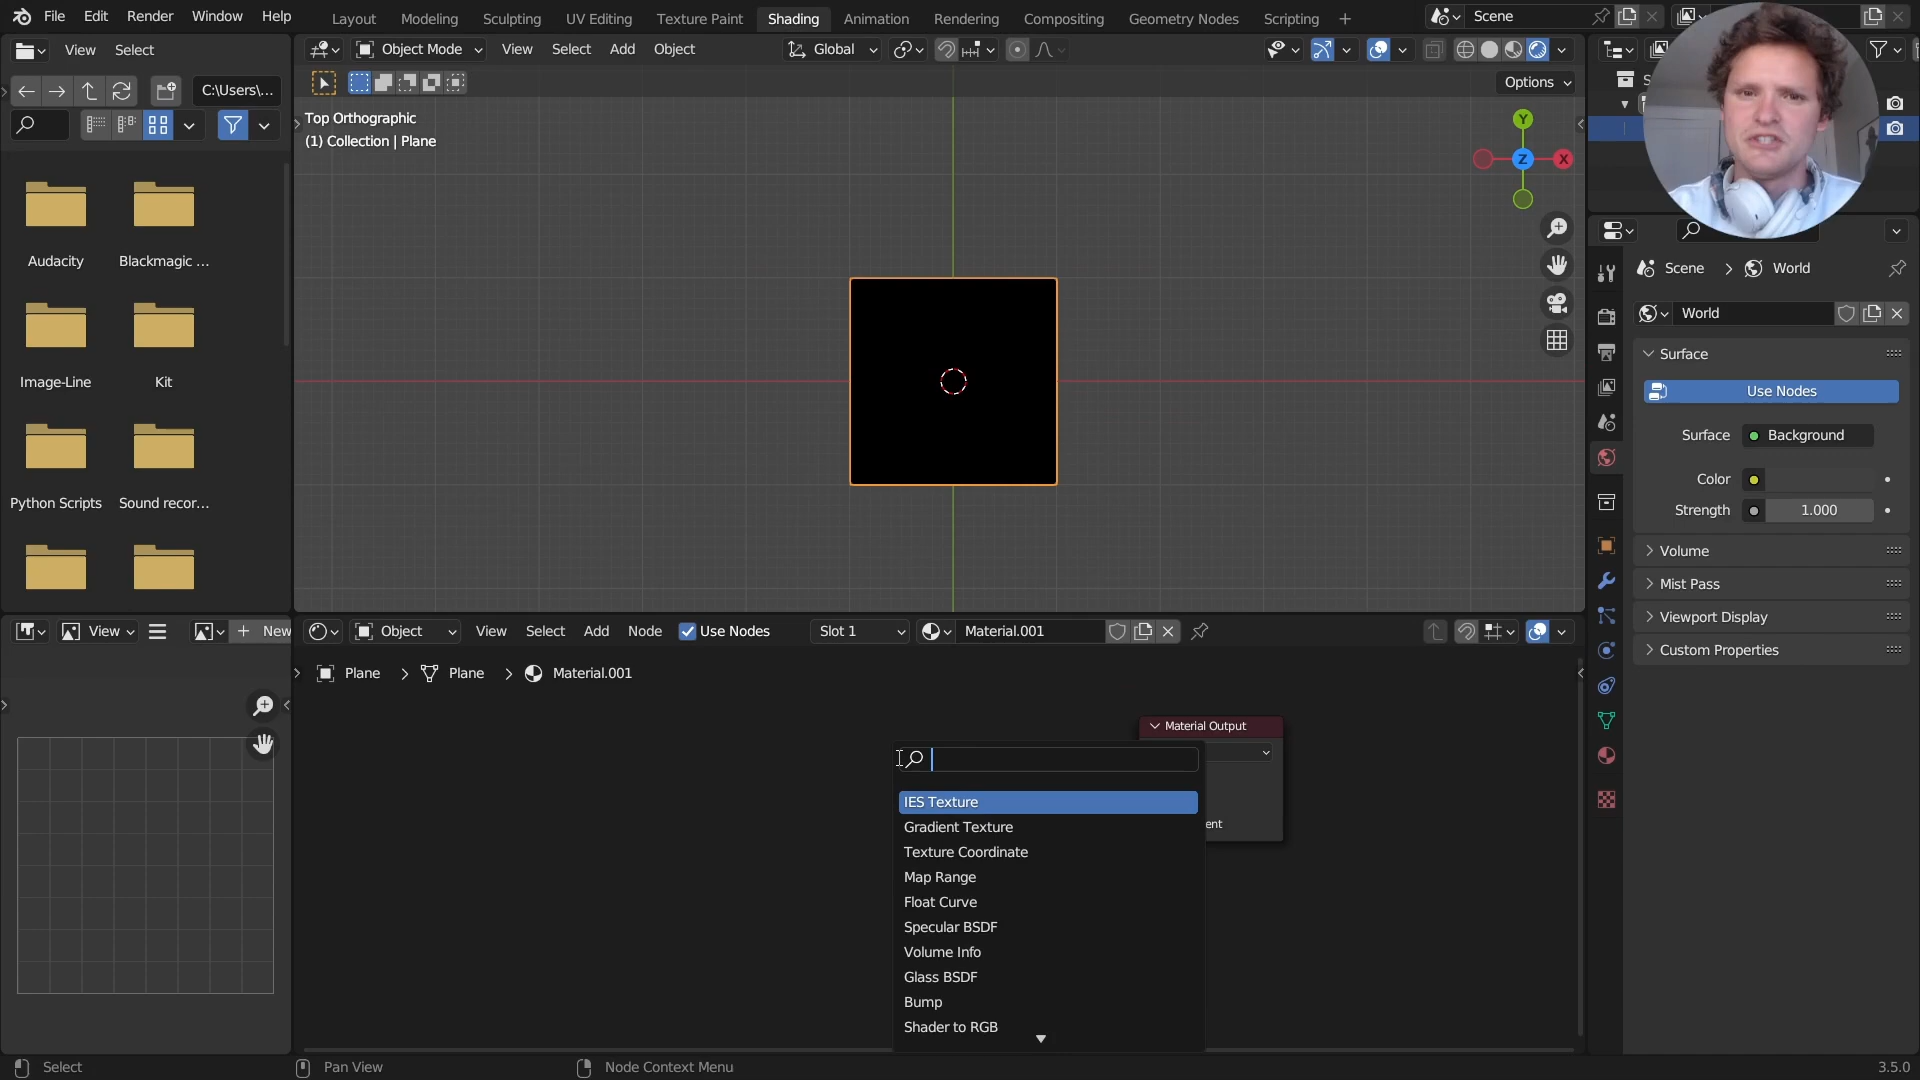 File Edit Render Window Help
Layout Modeling Sculpting UV Editing Texture Paint Shading Animation Rendering Compositing Geometry Nodes Scripting
Scene
View Select
Object Mode View Select Add Object
Global
C:\Users\...
Options
Top Orthographic
(1) Collection | Plane
Y
Z
X
Audacity
Blackmagic ...
Image-Line
Kit
Python Scripts
Sound recor...
Scene
World
World
Surface
Use Nodes
Surface
Background
Color
Strength
1.000
Volume
Mist Pass
Viewport Display
Custom Properties
View
New
Object View Select Add Node Use Nodes
Slot 1
Material.001
Plane
Plane
Material.001
Material Output
ent
IES Texture
Gradient Texture
Texture Coordinate
Map Range
Float Curve
Specular BSDF
Volume Info
Glass BSDF
Bump
Shader to RGB
Select
Pan View
Node Context Menu
3.5.0